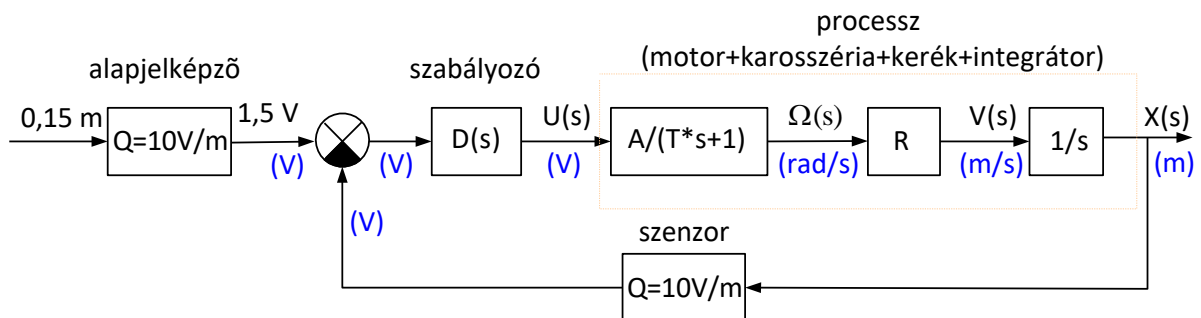 processz
(motor+karosszéria+kerék+integrátor)
alapjelképzõ
szabályozó
0,15 m
Q=10V/m
1,5 V
(V)
(V)
D(s)
U(s)
(V)
A/(T*s+1)
Ω(s)
(rad/s)
R
V(s)
(m/s)
1/s
X(s)
(m)
(V)
szenzor
Q=10V/m